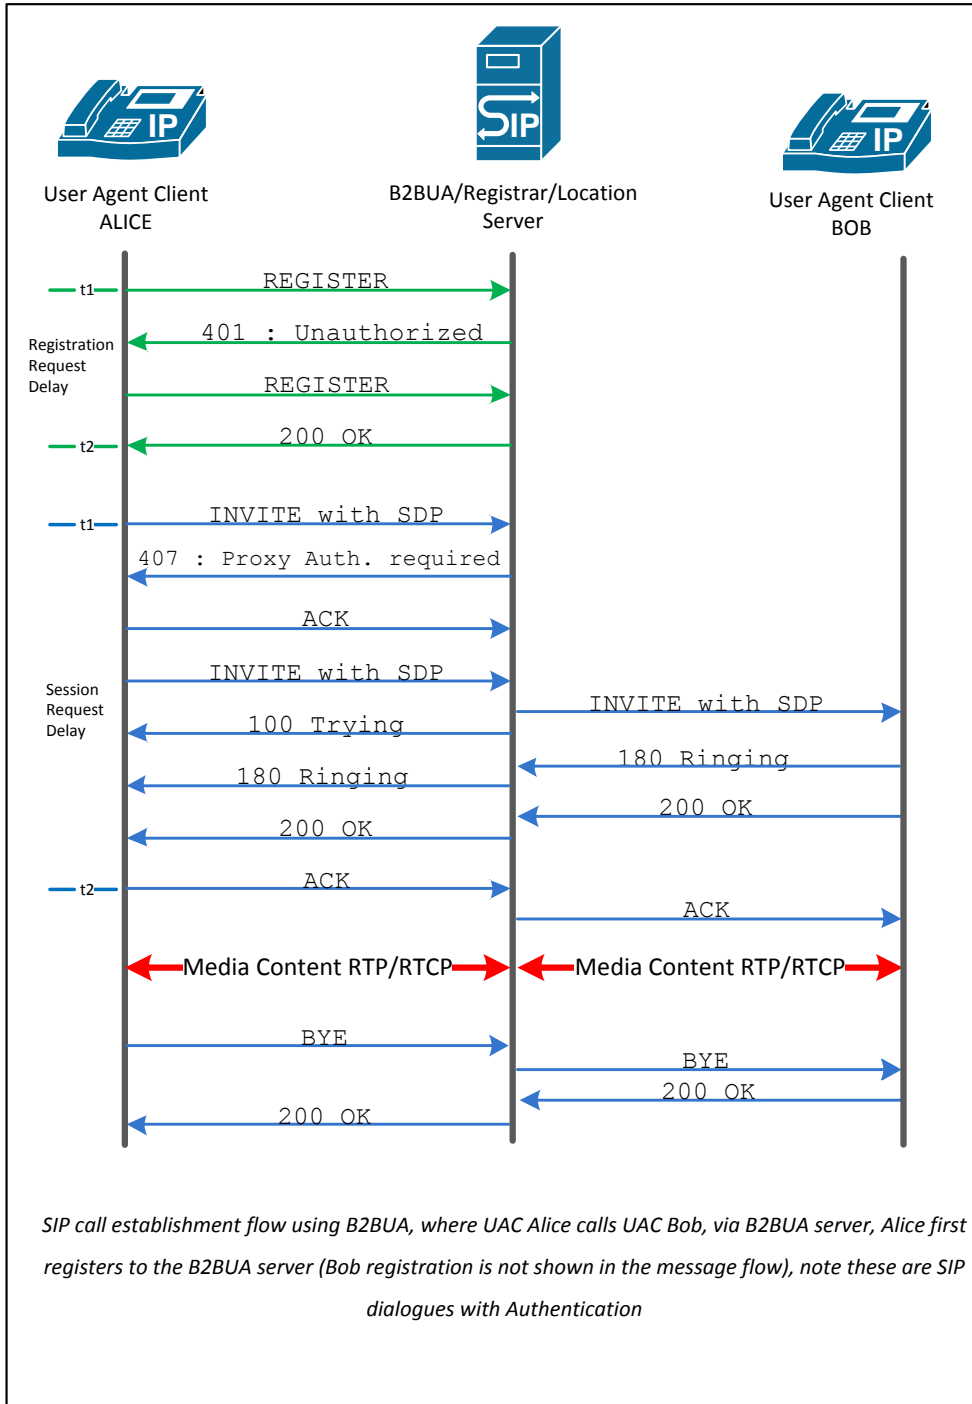 IP
SIP
IP
User Agent Client
ALICE
B2BUA/Registrar/Location
Server
User Agent Client
BOB
t1
REGISTER
401 : Unauthorized
Registration
Request
Delay
REGISTER
t2
200 OK
t1
INVITE with SDP
407 : Proxy Auth. required
ACK
INVITE with SDP
Session
Request
Delay
INVITE with SDP
100 Trying
180 Ringing
180 Ringing
200 OK
200 OK
t2
ACK
ACK
Media Content RTP/RTCP
Media Content RTP/RTCP
BYE
BYE
200 OK
200 OK
SIP call establishment flow using B2BUA, where UAC Alice calls UAC Bob, via B2BUA server, Alice first
registers to the B2BUA server (Bob registration is not shown in the message flow), note these are SIP
dialogues with Authentication